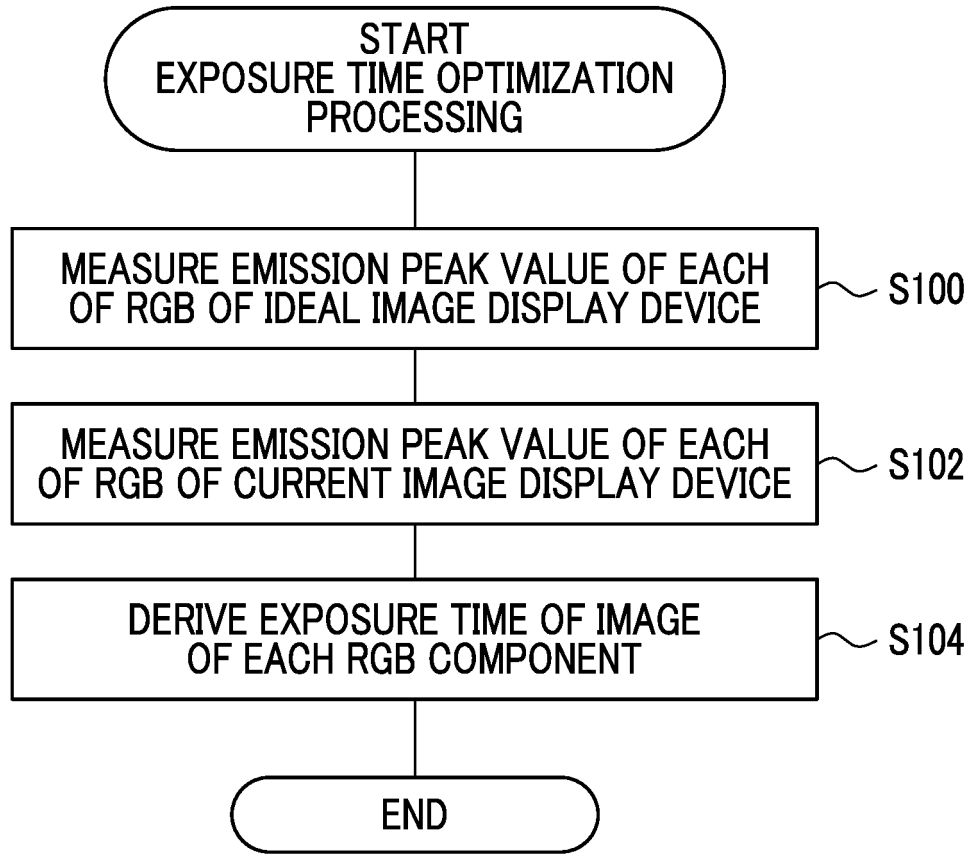 START
EXPOSURE TIME OPTIMIZATION
PROCESSING
MEASURE EMISSION PEAK VALUE OF EACH
OF RGB OF IDEAL IMAGE DISPLAY DEVICE
S100
MEASURE EMISSION PEAK VALUE OF EACH
OF RGB OF CURRENT IMAGE DISPLAY DEVICE
S102
DERIVE EXPOSURE TIME OF IMAGE
OF EACH RGB COMPONENT
S104
END